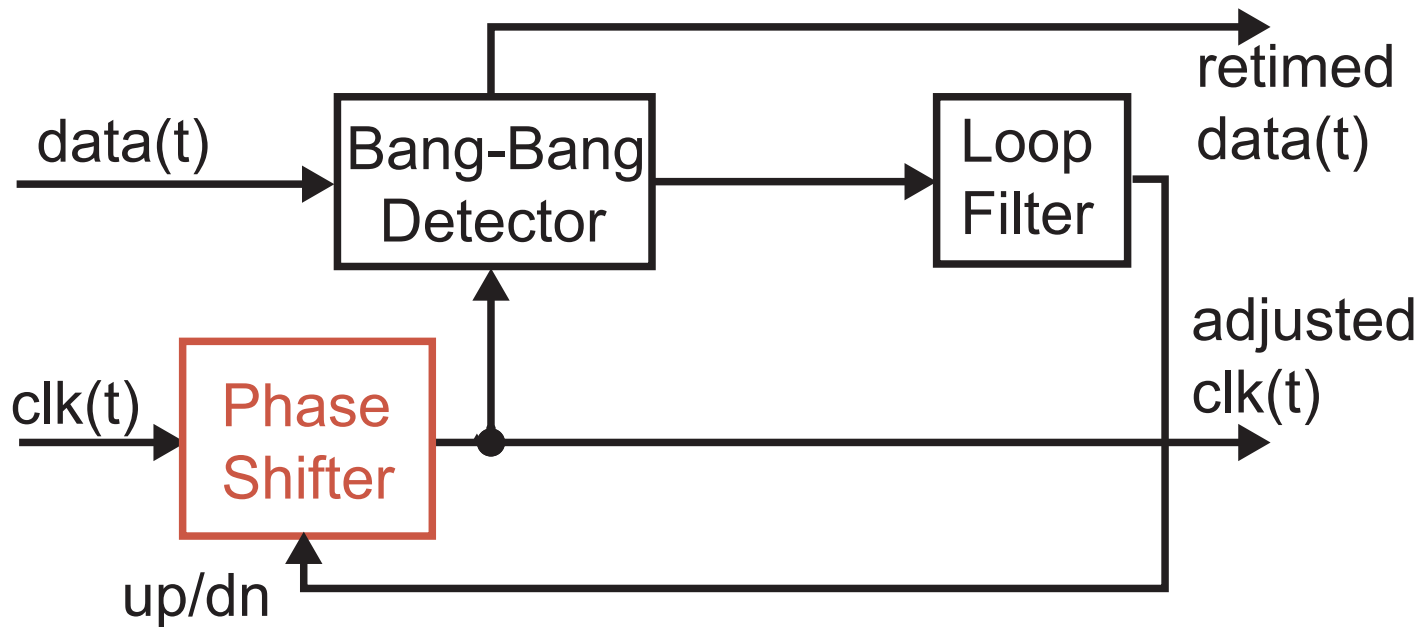 retimed
data(t)
data(t)
Bang-Bang
Detector
Loop
Filter
adjusted
clk(t)
clk(t)
Phase
Shifter
up/dn